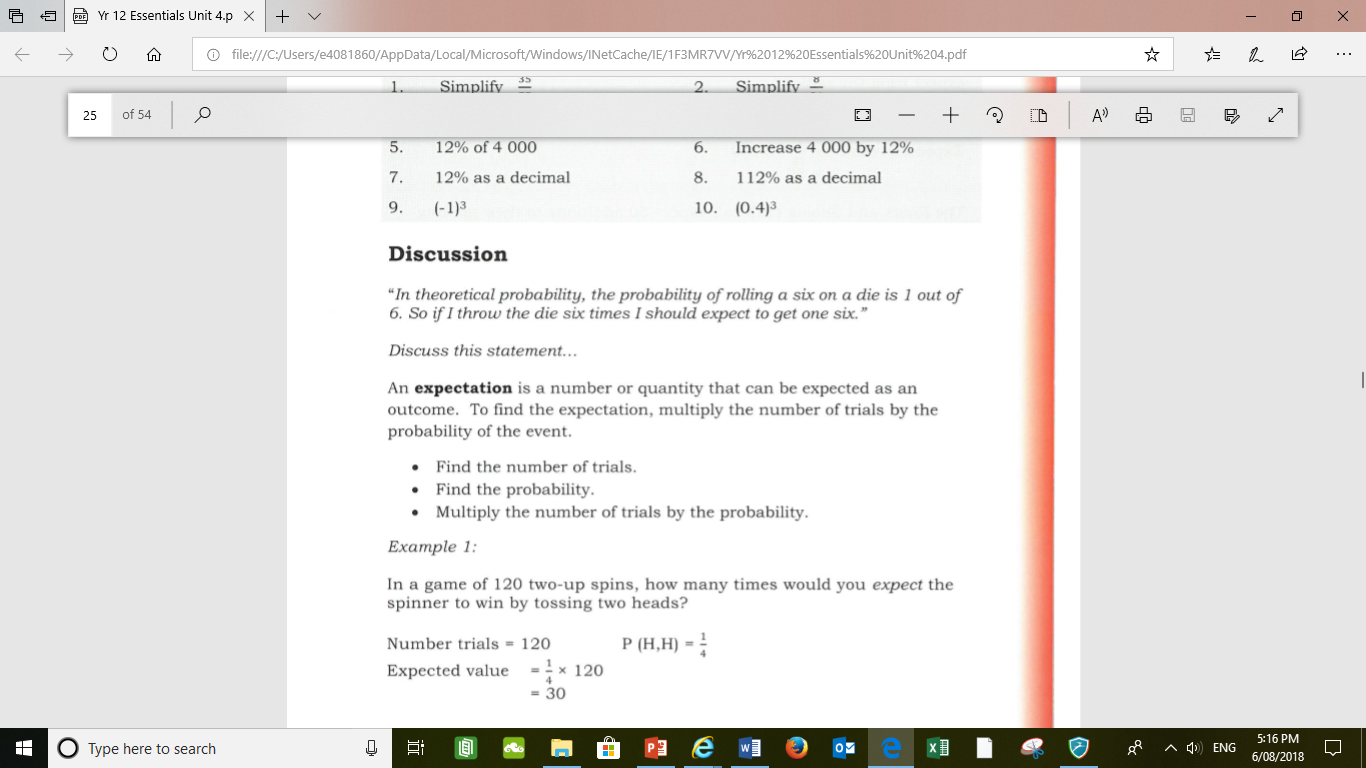 Yr 12 Essentials Unit 4.p
file:///C:/Users/e4081860/AppData/Local/Microsoft/Windows/INetCache/IE/1F3MR7VV/Yr%2012%20Essentials%20Unit%204.pdf
1. Simplify 35 2. Simplify 8
25 of 54
5. 12% of 4 000 6. Increase 4 000 by 12%
7. 12% as a decimal 8. 112% as a decimal
9. (-1)³ 10. (0.4)³
Discussion
“In theoretical probability, the probability of rolling a six on a die is 1 out of
6. So if I throw the die six times I should expect to get one six.”
Discuss this statement…
An expectation is a number or quantity that can be expected as an
outcome. To find the expectation, multiply the number of trials by the
probability of the event.
• Find the number of trials.
• Find the probability.
• Multiply the number of trials by the probability.
Example 1:
In a game of 120 two-up spins, how many times would you expect the
spinner to win by tossing two heads?
Number trials = 120 P (H,H) = 1/4
Expected value = 1/4 × 120
= 30
Type here to search
ENG
5:16 PM
6/08/2018